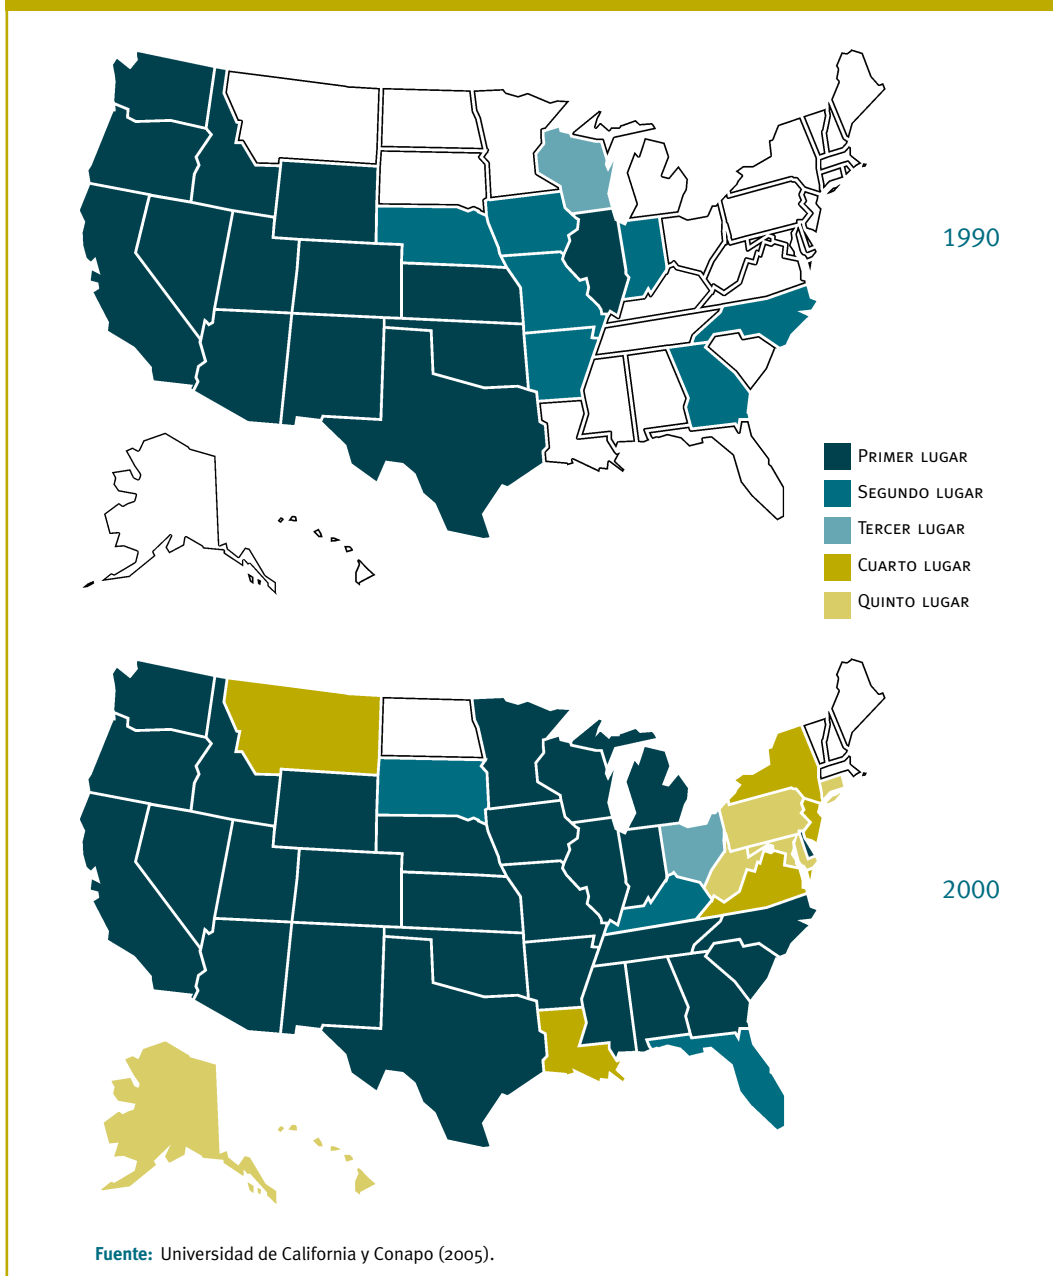 1990
Primer lugar
Segundo lugar
Tercer lugar
Cuarto lugar
Quinto lugar
2000
Fuente: Universidad de California y Conapo (2005).